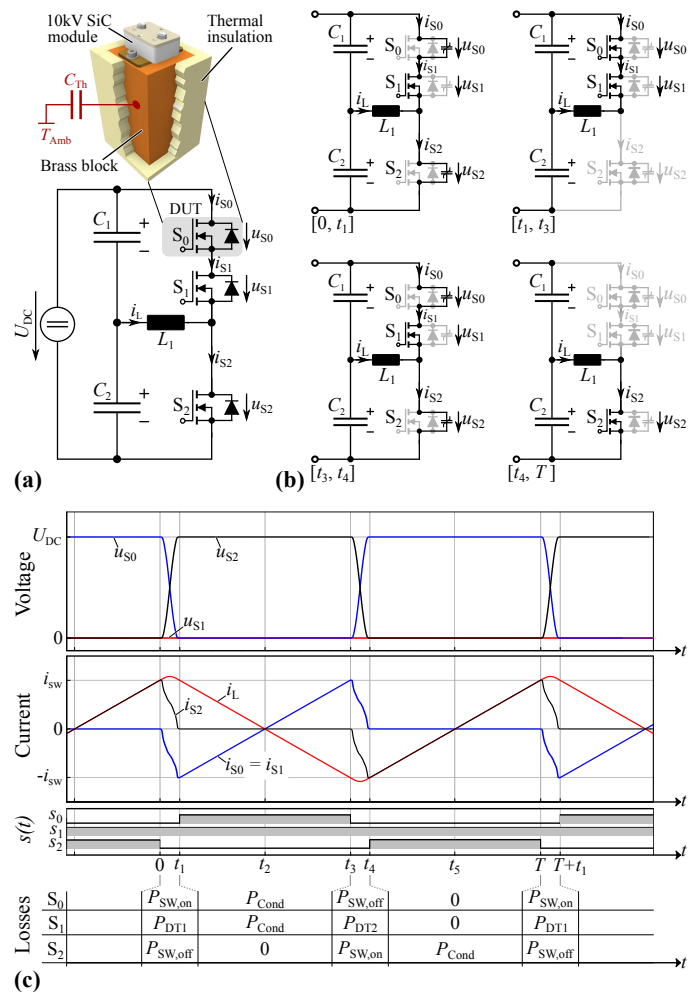 10kV SiC
module
Thermal
insulation
C_Th
T_Amb
Brass block
C_1 + −
DUT
S_0
i_S0
u_S0
i_S1
S_1
u_S1
U_DC
i_L
L_1
i_S2
C_2 + −
S_2
u_S2
(a)
i_S0
C_1 + −
S_0
u_S0
i_S1
S_1
u_S1
i_L
L_1
i_S2
C_2 + −
S_2
u_S2
[0, t_1]
i_S0
C_1 + −
S_0
u_S0
i_S1
S_1
u_S1
i_L
L_1
i_S2
C_2 + −
S_2
u_S2
[t_1, t_3]
i_S0
C_1 + −
S_0
u_S0
i_S1
S_1
u_S1
i_L
L_1
i_S2
C_2 + −
S_2
u_S2
[t_3, t_4]
i_S0
C_1 + −
S_0
u_S0
i_S1
S_1
u_S1
i_L
L_1
i_S2
C_2 + −
S_2
u_S2
[t_4, T]
(b)
Voltage
U_DC
u_S0
u_S2
u_S1
0
t
Current
i_sw
i_L
i_S2
0
i_S0 = i_S1
-i_sw
t
s(t)
s_0
s_1
s_2
0 t_1 t_2 t_3 t_4 t_5 T T+t_1
t
Losses
S_0 P_SW,on P_Cond P_SW,off 0 P_SW,on
S_1 P_DT1 P_Cond P_DT2 0 P_DT1
S_2 P_SW,off 0 P_SW,on P_Cond P_SW,off
t
(c)